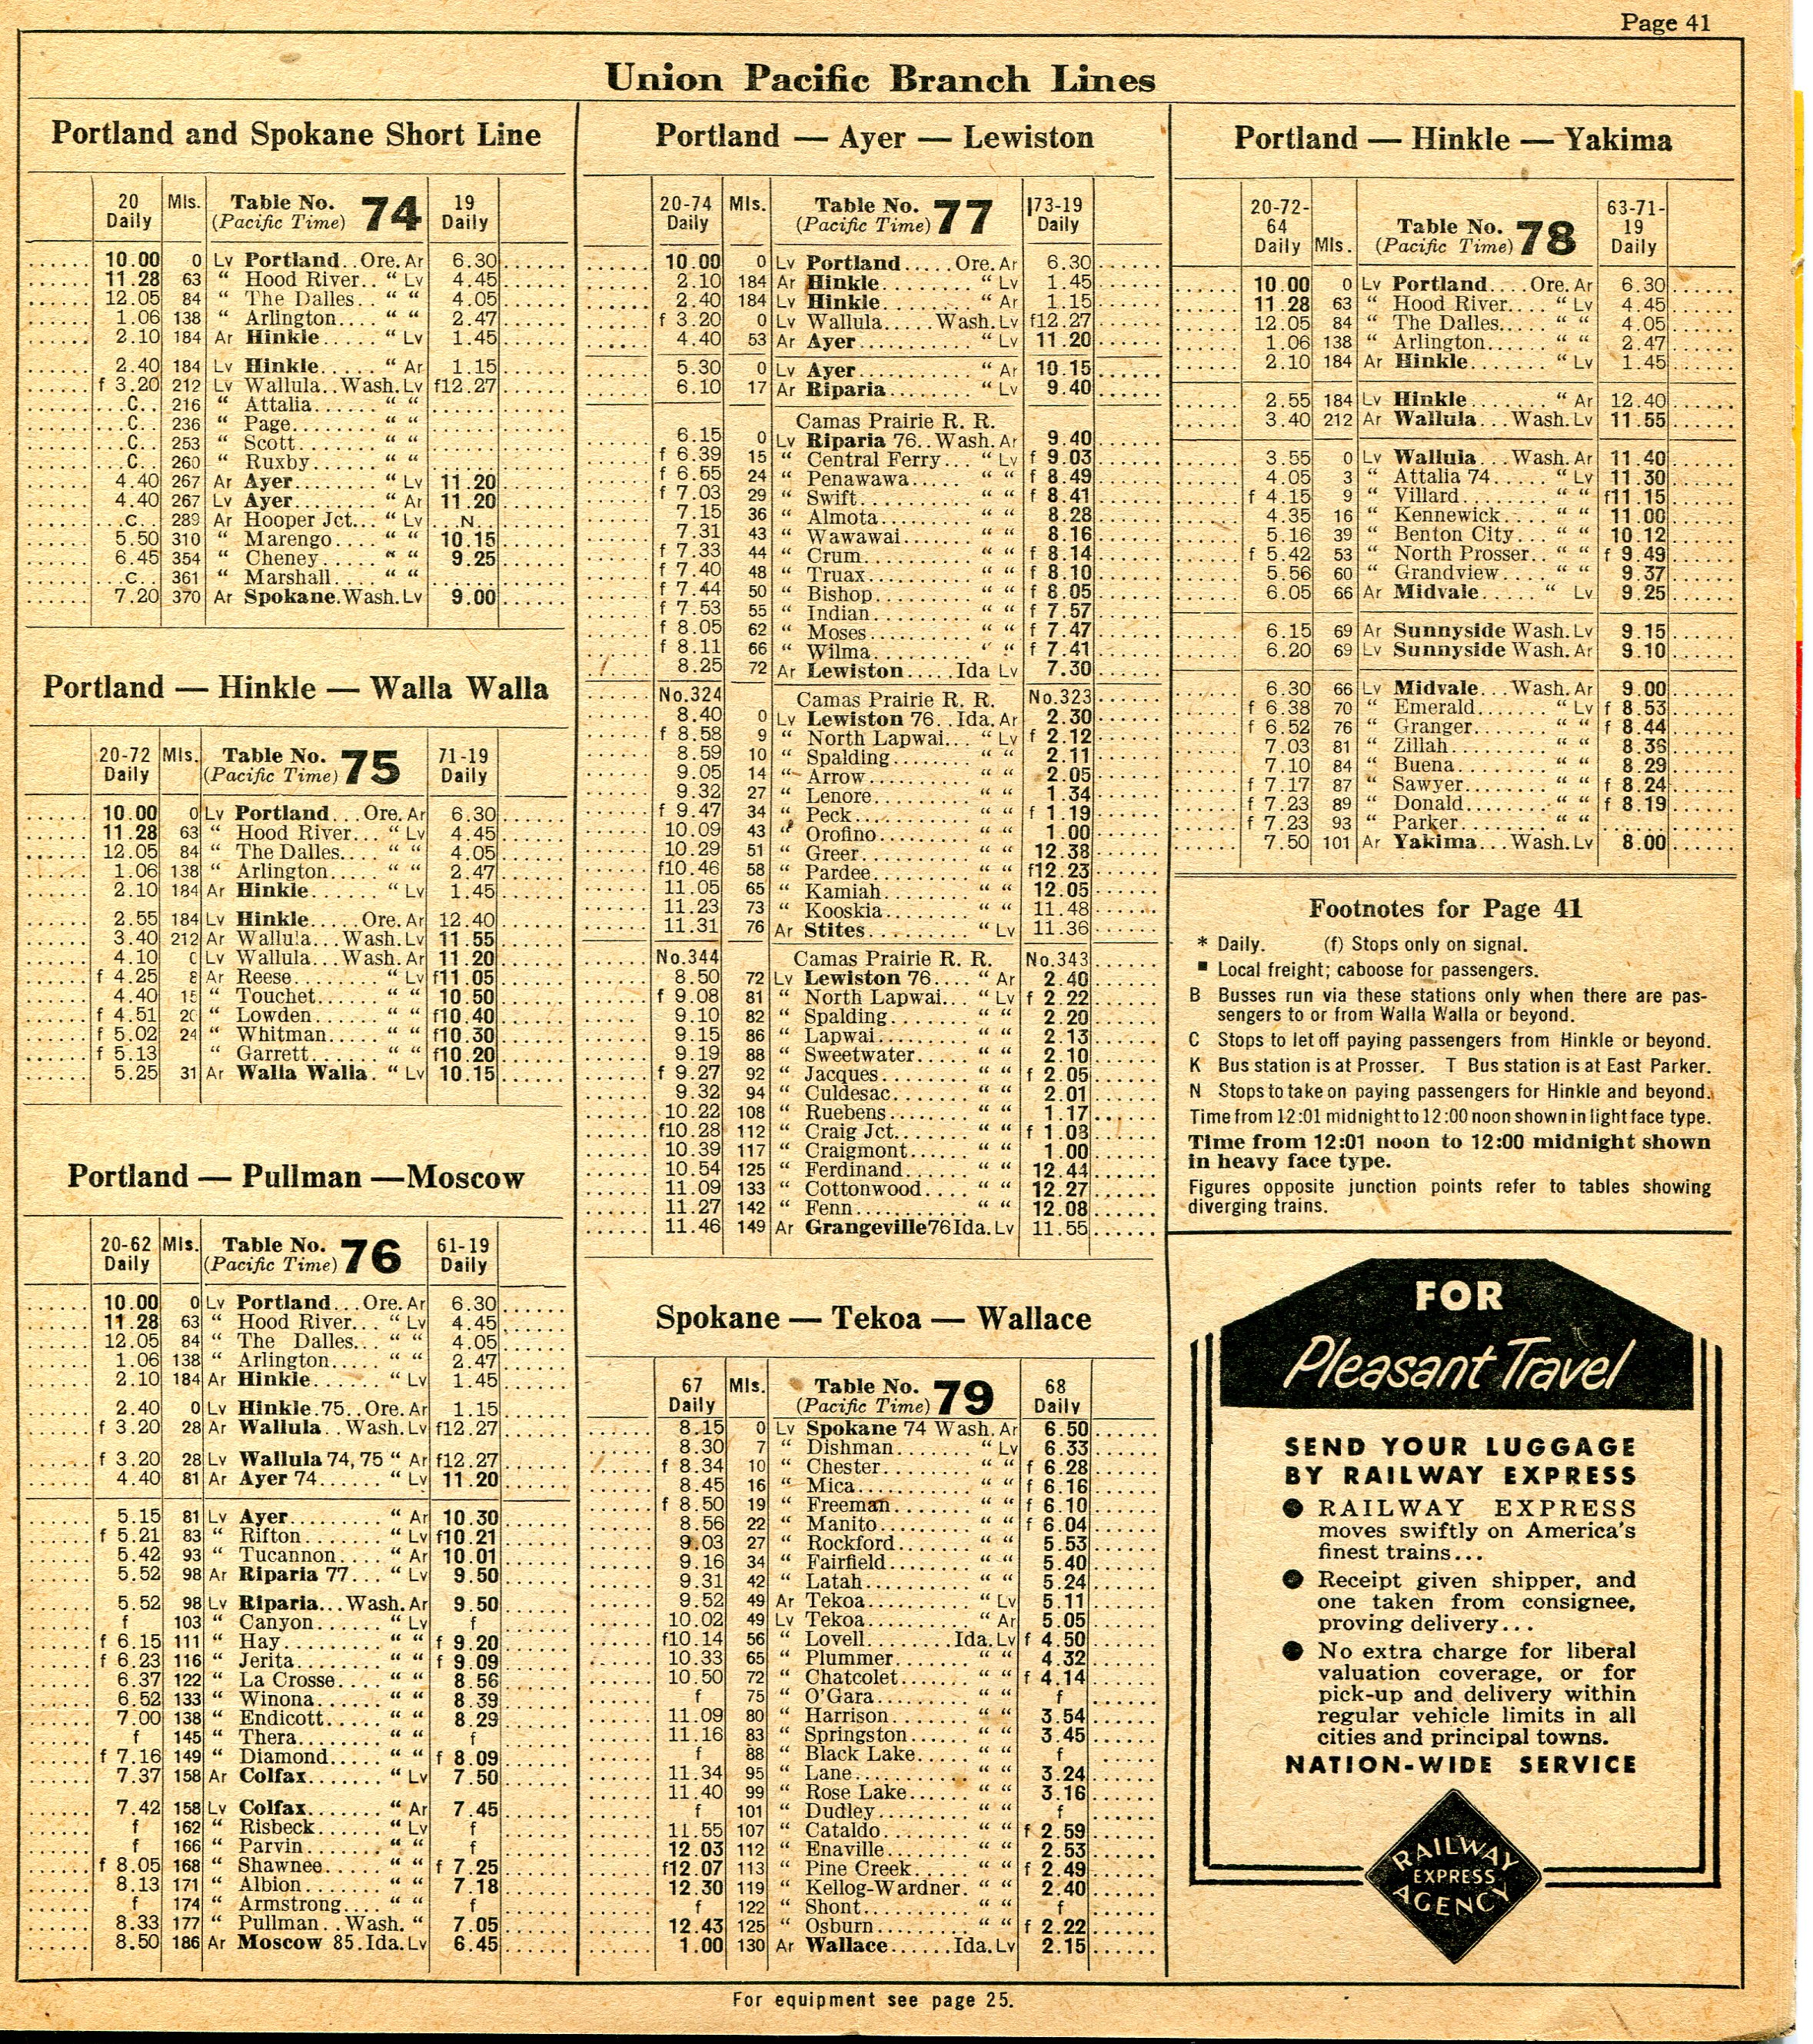 Page 41
Union Pacific Branch Lines
Portland and Spokane Short Line
20 Daily Mls. Table No. 74 (Pacific Time) 19 Daily
10.00 0 Lv Portland..Ore. Ar 6.30
11.28 63 “ Hood River.. “ Lv 4.45
12.05 84 “ The Dalles.. “ “ 4.05
1.06 138 “ Arlington.... “ “ 2.47
2.10 184 Ar Hinkle..... “ Lv 1.45
2.40 184 Lv Hinkle...... “ Ar 1.15
f 3.20 212 Lv Wallula..Wash. Lv f12.27
..C.. 216 “ Attalia...... “ “
..C.. 236 “ Page........ “ “
..C.. 253 “ Scott....... “ “
..C.. 260 “ Ruxby...... “ “
4.40 267 Ar Ayer........ “ Lv 11.20
4.40 267 Lv Ayer........ “ Ar 11.20
..C.. 289 Ar Hooper Jct... “ Lv ..N..
5.50 310 “ Marengo.... “ “ 10.15
6.45 354 “ Cheney..... “ “ 9.25
..C.. 361 “ Marshall.... “ “
7.20 370 Ar Spokane.Wash. Lv 9.00
Portland — Hinkle — Walla Walla
20-72 Daily Mls. Table No. 75 (Pacific Time) 71-19 Daily
10.00 0 Lv Portland...Ore. Ar 6.30
11.28 63 “ Hood River... “ Lv 4.45
12.05 84 “ The Dalles.... “ “ 4.05
1.06 138 “ Arlington..... “ “ 2.47
2.10 184 Ar Hinkle....... “ Lv 1.45
2.55 184 Lv Hinkle.....Ore. Ar 12.40
3.40 212 Ar Wallula...Wash. Lv 11.55
4.10 0 Lv Wallula...Wash. Ar 11.20
f 4.25 8 Ar Reese......... “ Lv f11.05
4.40 15 “ Touchet...... “ “ 10.50
f 4.51 20 “ Lowden...... “ “ f10.40
f 5.02 24 “ Whitman..... “ “ f10.30
f 5.13 “ Garrett....... “ “ f10.20
5.25 31 Ar Walla Walla. “ Lv 10.15
Portland — Pullman —Moscow
20-62 Daily Mls. Table No. 76 (Pacific Time) 61-19 Daily
10.00 0 Lv Portland...Ore. Ar 6.30
11.28 63 “ Hood River... “ Lv 4.45
12.05 84 “ The Dalles... “ “ 4.05
1.06 138 “ Arlington..... “ “ 2.47
2.10 184 Ar Hinkle....... “ Lv 1.45
2.40 0 Lv Hinkle.75..Ore. Ar 1.15
f 3.20 28 Ar Wallula..Wash. Lv f12.27
f 3.20 28 Lv Wallula 74, 75 “ Ar f12.27
4.40 81 Ar Ayer 74...... “ Lv 11.20
5.15 81 Lv Ayer......... “ Ar 10.30
f 5.21 83 “ Rifton........ “ Lv f10.21
5.42 93 “ Tucannon.... “ Ar 10.01
5.52 98 Ar Riparia 77... “ Lv 9.50
5.52 98 Lv Riparia...Wash. Ar 9.50
f 103 “ Canyon....... “ Lv f
f 6.15 111 “ Hay.......... “ “ f 9.20
f 6.23 116 “ Jerita......... “ “ f 9.09
6.37 122 “ La Crosse.... “ “ 8.56
6.52 133 “ Winona...... “ “ 8.39
7.00 138 “ Endicott...... “ “ 8.29
f 145 “ Thera........ “ “ f
f 7.16 149 “ Diamond..... “ “ f 8.09
7.37 158 Ar Colfax........ “ Lv 7.50
7.42 158 Lv Colfax....... “ Ar 7.45
f 162 “ Risbeck...... “ Lv f
f 166 “ Parvin....... “ “ f
f 8.05 168 “ Shawnee..... “ “ f 7.25
8.13 171 “ Albion........ “ “ 7.18
f 174 “ Armstrong.... “ “ f
8.33 177 “ Pullman..Wash. “ 7.05
8.50 186 Ar Moscow 85.Ida. Lv 6.45
Portland — Ayer — Lewiston
20-74 Daily Mls. Table No. 77 (Pacific Time) 73-19 Daily
10.00 0 Lv Portland.....Ore. Ar 6.30
2.10 184 Ar Hinkle......... “ Lv 1.45
2.40 184 Lv Hinkle......... “ Ar 1.15
f 3.20 0 Lv Wallula.....Wash. Lv f12.27
4.40 53 Ar Ayer........... “ Lv 11.20
5.30 0 Lv Ayer........... “ Ar 10.15
6.10 17 Ar Riparia......... “ Lv 9.40
Camas Prairie R. R.
6.15 0 Lv Riparia 76..Wash. Ar 9.40
f 6.39 15 “ Central Ferry... “ Lv f 9.03
f 6.55 24 “ Penawawa...... “ “ f 8.49
f 7.03 29 “ Swift........... “ “ f 8.41
7.15 36 “ Almota......... “ “ 8.28
7.31 43 “ Wawawai....... “ “ 8.16
f 7.33 44 “ Crum........... “ “ f 8.14
f 7.40 48 “ Truax.......... “ “ f 8.10
f 7.44 50 “ Bishop......... “ “ f 8.05
f 7.53 55 “ Indian.......... “ “ f 7.57
f 8.05 62 “ Moses.......... “ “ f 7.47
f 8.11 66 “ Wilma.......... “ “ f 7.41
8.25 72 Ar Lewiston.....Ida Lv 7.30
No.324 Camas Prairie R. R. No.323
8.40 0 Lv Lewiston 76..Ida. Ar 2.30
f 8.58 9 “ North Lapwai... “ Lv f 2.12
8.59 10 “ Spalding........ “ “ 2.11
9.05 14 “ Arrow.......... “ “ 2.05
9.32 27 “ Lenore......... “ “ 1.34
f 9.47 34 “ Peck........... “ “ f 1.19
10.09 43 “ Orofino......... “ “ 1.00
10.29 51 “ Greer.......... “ “ 12.38
f10.46 58 “ Pardee......... “ “ f12.23
11.05 65 “ Kamiah......... “ “ 12.05
11.23 73 “ Kooskia........ “ “ 11.48
11.31 76 Ar Stites.......... “ Lv 11.36
No.344 Camas Prairie R. R. No.343
8.50 72 Lv Lewiston 76.... “ Ar 2.40
f 9.08 81 “ North Lapwai... “ Lv f 2.22
9.10 82 “ Spalding........ “ “ 2.20
9.15 86 “ Lapwai......... “ “ 2.13
9.19 88 “ Sweetwater...... “ “ 2.10
f 9.27 92 “ Jacques......... “ “ f 2.05
9.32 94 “ Culdesac........ “ “ 2.01
10.22 108 “ Ruebens........ “ “ 1.17
f10.28 112 “ Craig Jct........ “ “ f 1.03
10.39 117 “ Craigmont...... “ “ 1.00
10.54 125 “ Ferdinand...... “ “ 12.44
11.09 133 “ Cottonwood.... “ “ 12.27
11.27 142 “ Fenn........... “ “ 12.08
11.46 149 Ar Grangeville76Ida. Lv 11.55
Spokane — Tekoa — Wallace
67 Daily Mls. Table No. 79 (Pacific Time) 68 Daily
8.15 0 Lv Spokane 74 Wash. Ar 6.50
8.30 7 “ Dishman........ “ Lv 6.33
f 8.34 10 “ Chester......... “ “ f 6.28
8.45 16 “ Mica........... “ “ f 6.16
f 8.50 19 “ Freeman........ “ “ f 6.10
8.56 22 “ Manito......... “ “ f 6.04
9.03 27 “ Rockford........ “ “ 5.53
9.16 34 “ Fairfield........ “ “ 5.40
9.31 42 “ Latah.......... “ “ 5.24
9.52 49 Ar Tekoa.......... “ Lv 5.11
10.02 49 Lv Tekoa.......... “ Ar 5.05
f10.14 56 “ Lovell........Ida. Lv f 4.50
10.33 65 “ Plummer....... “ “ 4.32
10.50 72 “ Chatcolet....... “ “ f 4.14
f 75 “ O'Gara......... “ “ f
11.09 80 “ Harrison........ “ “ 3.54
11.16 83 “ Springston...... “ “ 3.45
f 88 “ Black Lake..... “ “ f
11.34 95 “ Lane........... “ “ 3.24
11.40 99 “ Rose Lake...... “ “ 3.16
f 101 “ Dudley......... “ “ f
11.55 107 “ Cataldo........ “ “ f 2.59
12.03 112 “ Enaville........ “ “ 2.53
f12.07 113 “ Pine Creek..... “ “ f 2.49
12.30 119 “ Kellog-Wardner. “ “ 2.40
f 122 “ Shont.......... “ “ f
12.43 125 “ Osburn......... “ “ f 2.22
1.00 130 Ar Wallace......Ida. Lv 2.15
Portland — Hinkle — Yakima
20-72-64 Daily Mls. Table No. 78 (Pacific Time) 63-71-19 Daily
10.00 0 Lv Portland....Ore. Ar 6.30
11.28 63 “ Hood River... “ Lv 4.45
12.05 84 “ The Dalles.... “ “ 4.05
1.06 138 “ Arlington...... “ “ 2.47
2.10 184 Ar Hinkle........ “ Lv 1.45
2.55 184 Lv Hinkle........ “ Ar 12.40
3.40 212 Ar Wallula...Wash. Lv 11.55
3.55 0 Lv Wallula...Wash. Ar 11.40
4.05 3 “ Attalia 74..... “ Lv 11.30
f 4.15 9 “ Villard........ “ “ f11.15
4.35 16 “ Kennewick.... “ “ 11.00
5.16 39 “ Benton City... “ “ 10.12
f 5.42 53 “ North Prosser.. “ “ f 9.49
5.56 60 “ Grandview.... “ “ 9.37
6.05 66 Ar Midvale..... “ Lv 9.25
6.15 69 Ar Sunnyside Wash. Lv 9.15
6.20 69 Lv Sunnyside Wash. Ar 9.10
6.30 66 Lv Midvale...Wash. Ar 9.00
f 6.38 70 “ Emerald....... “ Lv f 8.53
f 6.52 76 “ Granger....... “ “ f 8.44
7.03 81 “ Zillah......... “ “ 8.36
7.10 84 “ Buena......... “ “ 8.29
f 7.17 87 “ Sawyer........ “ “ f 8.24
f 7.23 89 “ Donald........ “ “ f 8.19
f 7.23 93 “ Parker........ “ “
7.50 101 Ar Yakima...Wash. Lv 8.00
Footnotes for Page 41
* Daily. (f) Stops only on signal.
■ Local freight; caboose for passengers.
B Busses run via these stations only when there are pas-
sengers to or from Walla Walla or beyond.
C Stops to let off paying passengers from Hinkle or beyond.
K Bus station is at Prosser. T Bus station is at East Parker.
N Stops to take on paying passengers for Hinkle and beyond.
Time from 12:01 midnight to 12:00 noon shown in light face type.
Time from 12:01 noon to 12:00 midnight shown
in heavy face type.
Figures opposite junction points refer to tables showing
diverging trains.
FOR
Pleasant Travel
SEND YOUR LUGGAGE
BY RAILWAY EXPRESS
● RAILWAY EXPRESS
moves swiftly on America's
finest trains...
● Receipt given shipper, and
one taken from consignee,
proving delivery...
● No extra charge for liberal
valuation coverage, or for
pick-up and delivery within
regular vehicle limits in all
cities and principal towns.
NATION-WIDE SERVICE
RAILWAY
EXPRESS
AGENCY
For equipment see page 25.